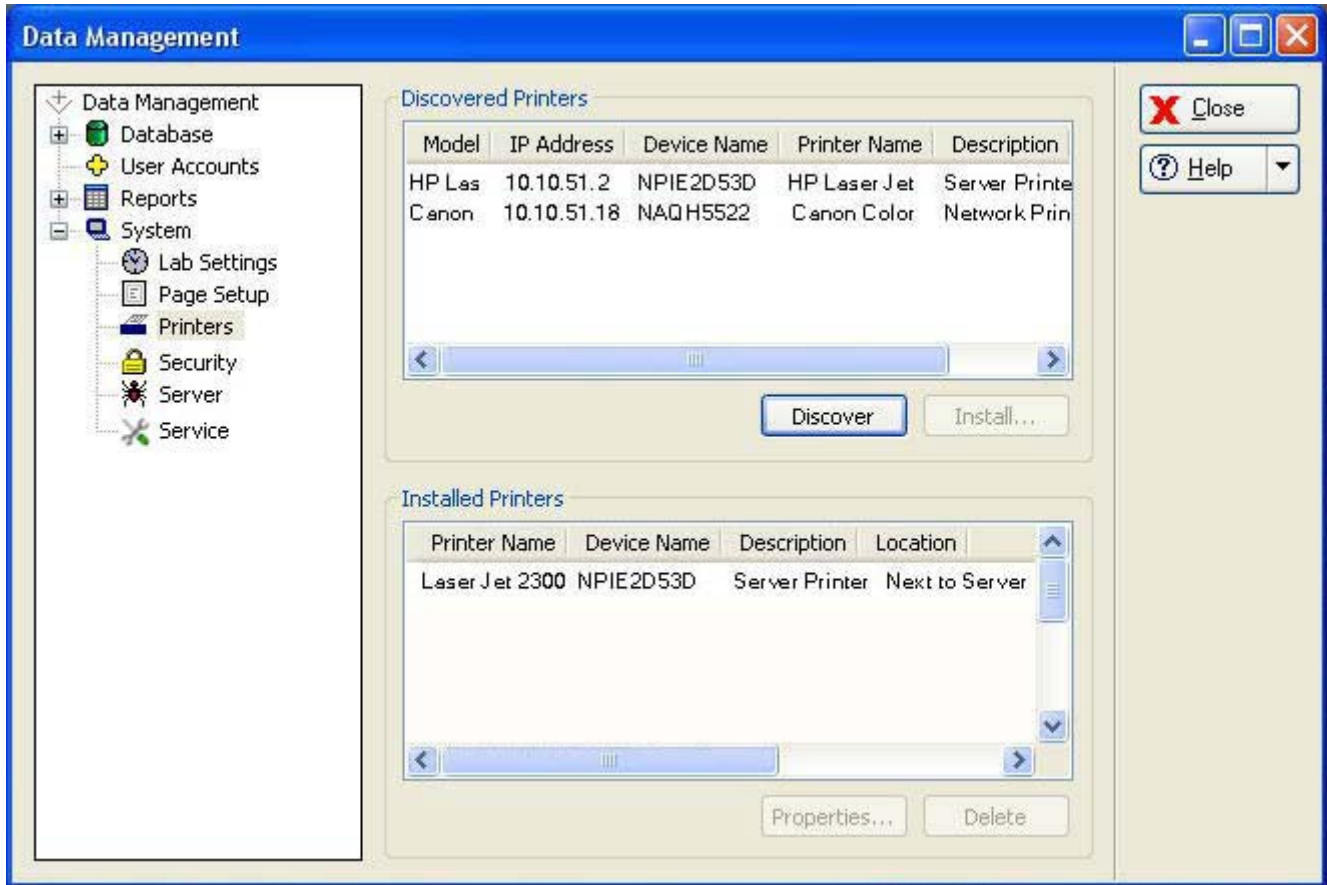 Data Management
Data Management
Database
User Accounts
Reports
System
Lab Settings
Page Setup
Printers
Security
Server
Service
Discovered Printers
Model IP Address Device Name Printer Name Description
HP Las 10.10.51.2 NPIE2D53D HP Laser Jet Server Printe
Canon 10.10.51.18 NAQH5522 Canon Color Network Prin
Discover Install...
Installed Printers
Printer Name Device Name Description Location
Laser Jet 2300 NPIE2D53D Server Printer Next to Server
Properties... Delete
Close
Help